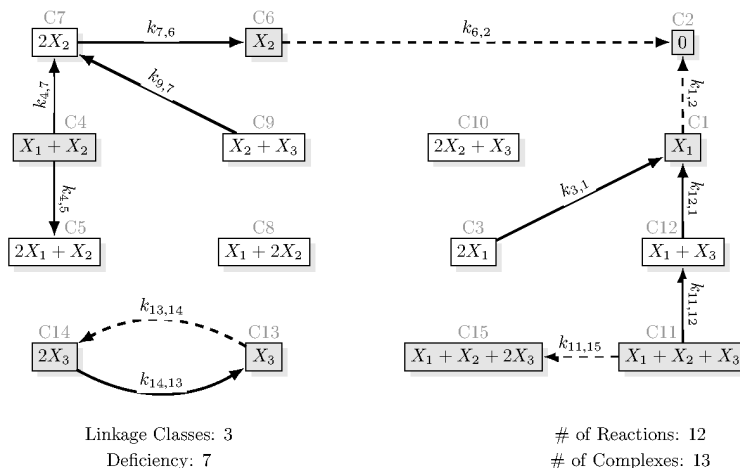 C7 C6 C2
2X₂ k₇,₆ X₂ k₆,₂ 0
k₄,₇ k₉,₇ k₁,₂
C4 C9 C10 C1
X₁ + X₂ X₂ + X₃ 2X₂ + X₃ X₁
k₄,₅ k₃,₁ k₁₂,₁
C5 C8 C3 C12
2X₁ + X₂ X₁ + 2X₂ 2X₁ X₁ + X₃
k₁₃,₁₄ k₁₁,₁₂
C14 C13 C15 C11
2X₃ X₃ X₁ + X₂ + 2X₃ k₁₁,₁₅ X₁ + X₂ + X₃
k₁₄,₁₃
Linkage Classes: 3 # of Reactions: 12
Deficiency: 7 # of Complexes: 13